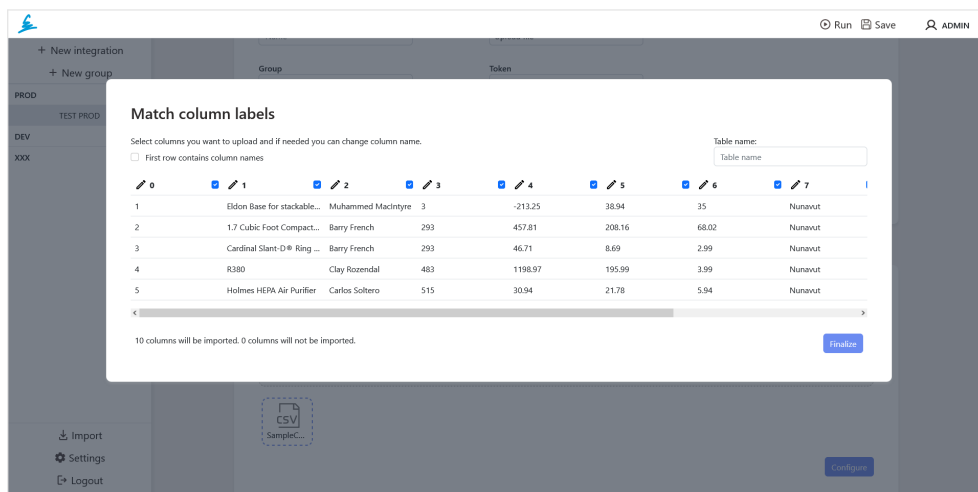 Run Save ADMIN
+ New integration
+ New group
Group Token
PROD
TEST PROD
DEV
XXX
Match column labels
Select columns you want to upload and if needed you can change column name.
First row contains column names
Table name:
Table name
0 1 2 3 4 5 6 7
1 Eldon Base for stackable... Muhammed MacIntyre 3 -213.25 38.94 35 Nunavut
2 1.7 Cubic Foot Compact... Barry French 293 457.81 208.16 68.02 Nunavut
3 Cardinal Slant-D® Ring ... Barry French 293 46.71 8.69 2.99 Nunavut
4 R380 Clay Rozendal 483 1198.97 195.99 3.99 Nunavut
5 Holmes HEPA Air Purifier Carlos Soltero 515 30.94 21.78 5.94 Nunavut
10 columns will be imported. 0 columns will not be imported.
Finalize
CSV
SampleC...
Configure
Import
Settings
Logout